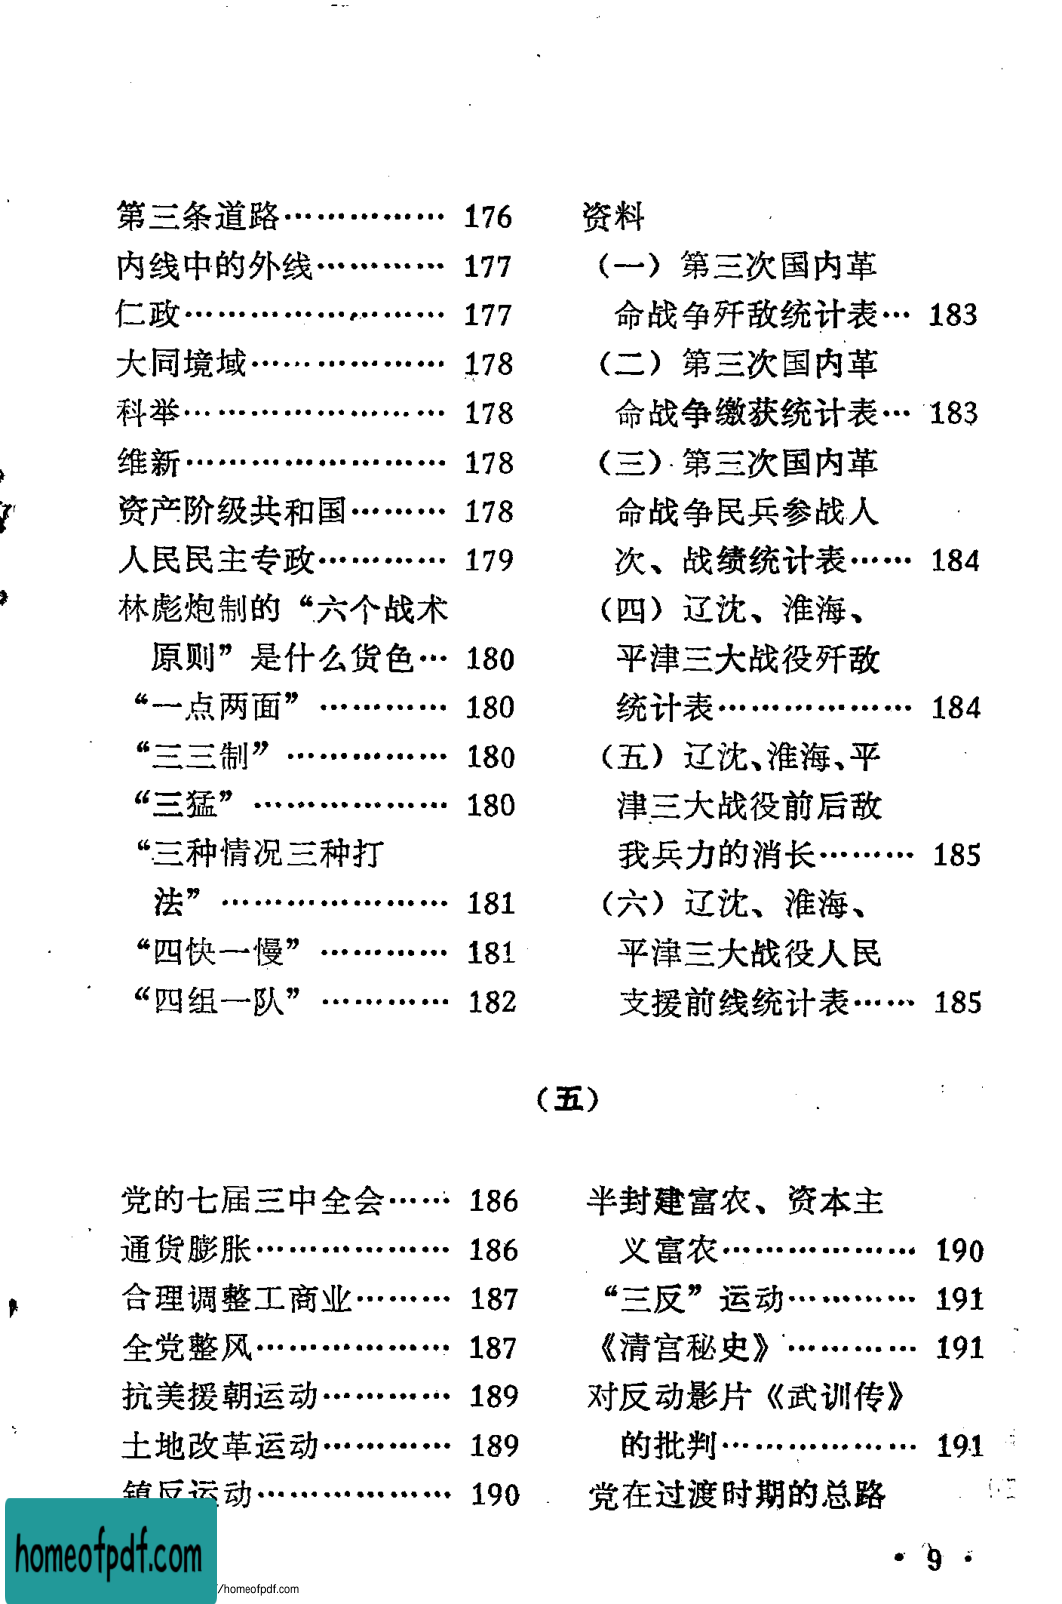 第三条道路…………… 176
内线中的外线………… 177
仁政…………………… 177
大同境域……………… 178
科举…………………… 178
维新…………………… 178
资产阶级共和国……… 178
人民民主专政………… 179
林彪炮制的“六个战术
原则”是什么货色… 180
“一点两面” ………… 180
“三三制” …………… 180
“三猛” ……………… 180
“三种情况三种打
法” ………………… 181
“四快一慢” ………… 181
“四组一队” ………… 182
资料
（一）第三次国内革
命战争歼敌统计表… 183
（二）第三次国内革
命战争缴获统计表… 183
（三）第三次国内革
命战争民兵参战人
次、战绩统计表…… 184
（四）辽沈、淮海、
平津三大战役歼敌
统计表……………… 184
（五）辽沈、淮海、平
津三大战役前后敌
我兵力的消长……… 185
（六）辽沈、淮海、
平津三大战役人民
支援前线统计表…… 185
（五）
党的七届三中全会…… 186
通货膨胀……………… 186
合理调整工商业……… 187
全党整风……………… 187
抗美援朝运动………… 189
土地改革运动………… 189
镇反运动……………… 190
半封建富农、资本主
义富农……………… 190
“三反”运动………… 191
《清宫秘史》………… 191
对反动影片《武训传》
的批判……………… 191
党在过渡时期的总路
· 9 ·
homeofpdf.com
/homeofpdf.com